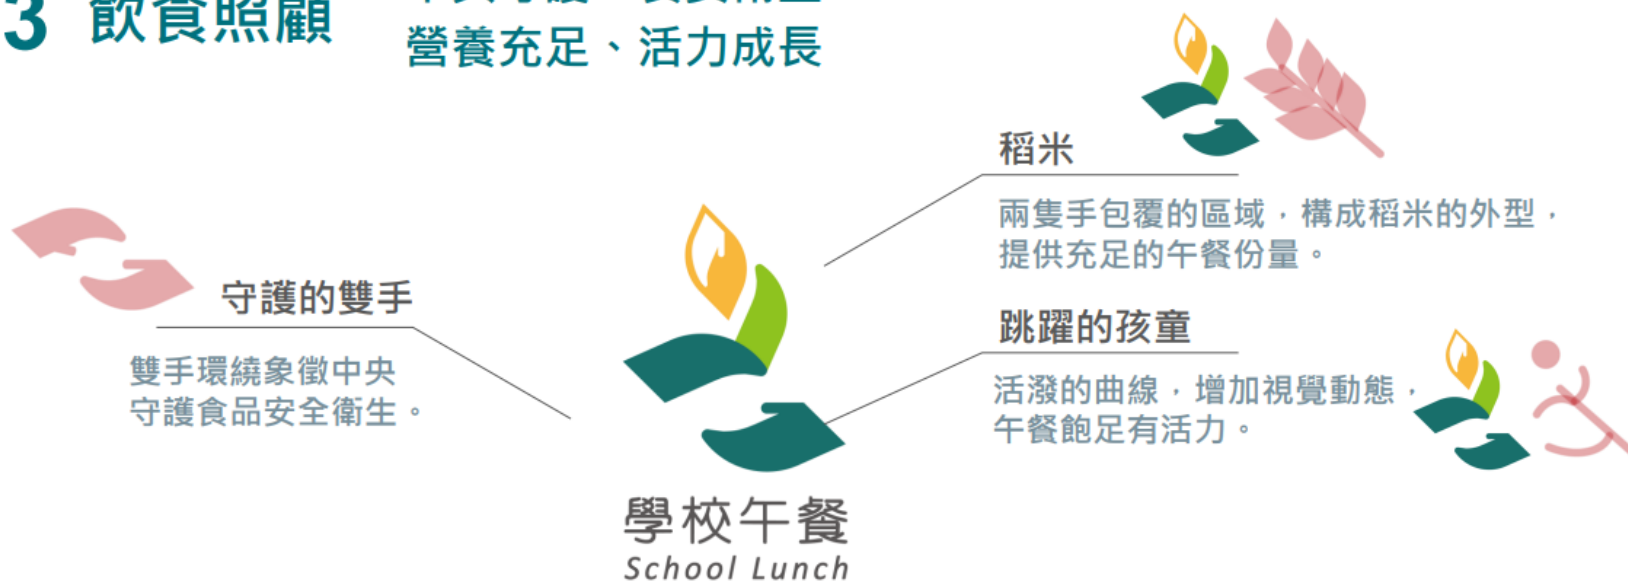 3 飲食照顧
營養充足、活力成長
稻米
兩隻手包覆的區域，構成稻米的外型，
提供充足的午餐份量。
守護的雙手
雙手環繞象徵中央
守護食品安全衛生。
跳躍的孩童
活潑的曲線，增加視覺動態，
午餐飽足有活力。
學校午餐
School Lunch